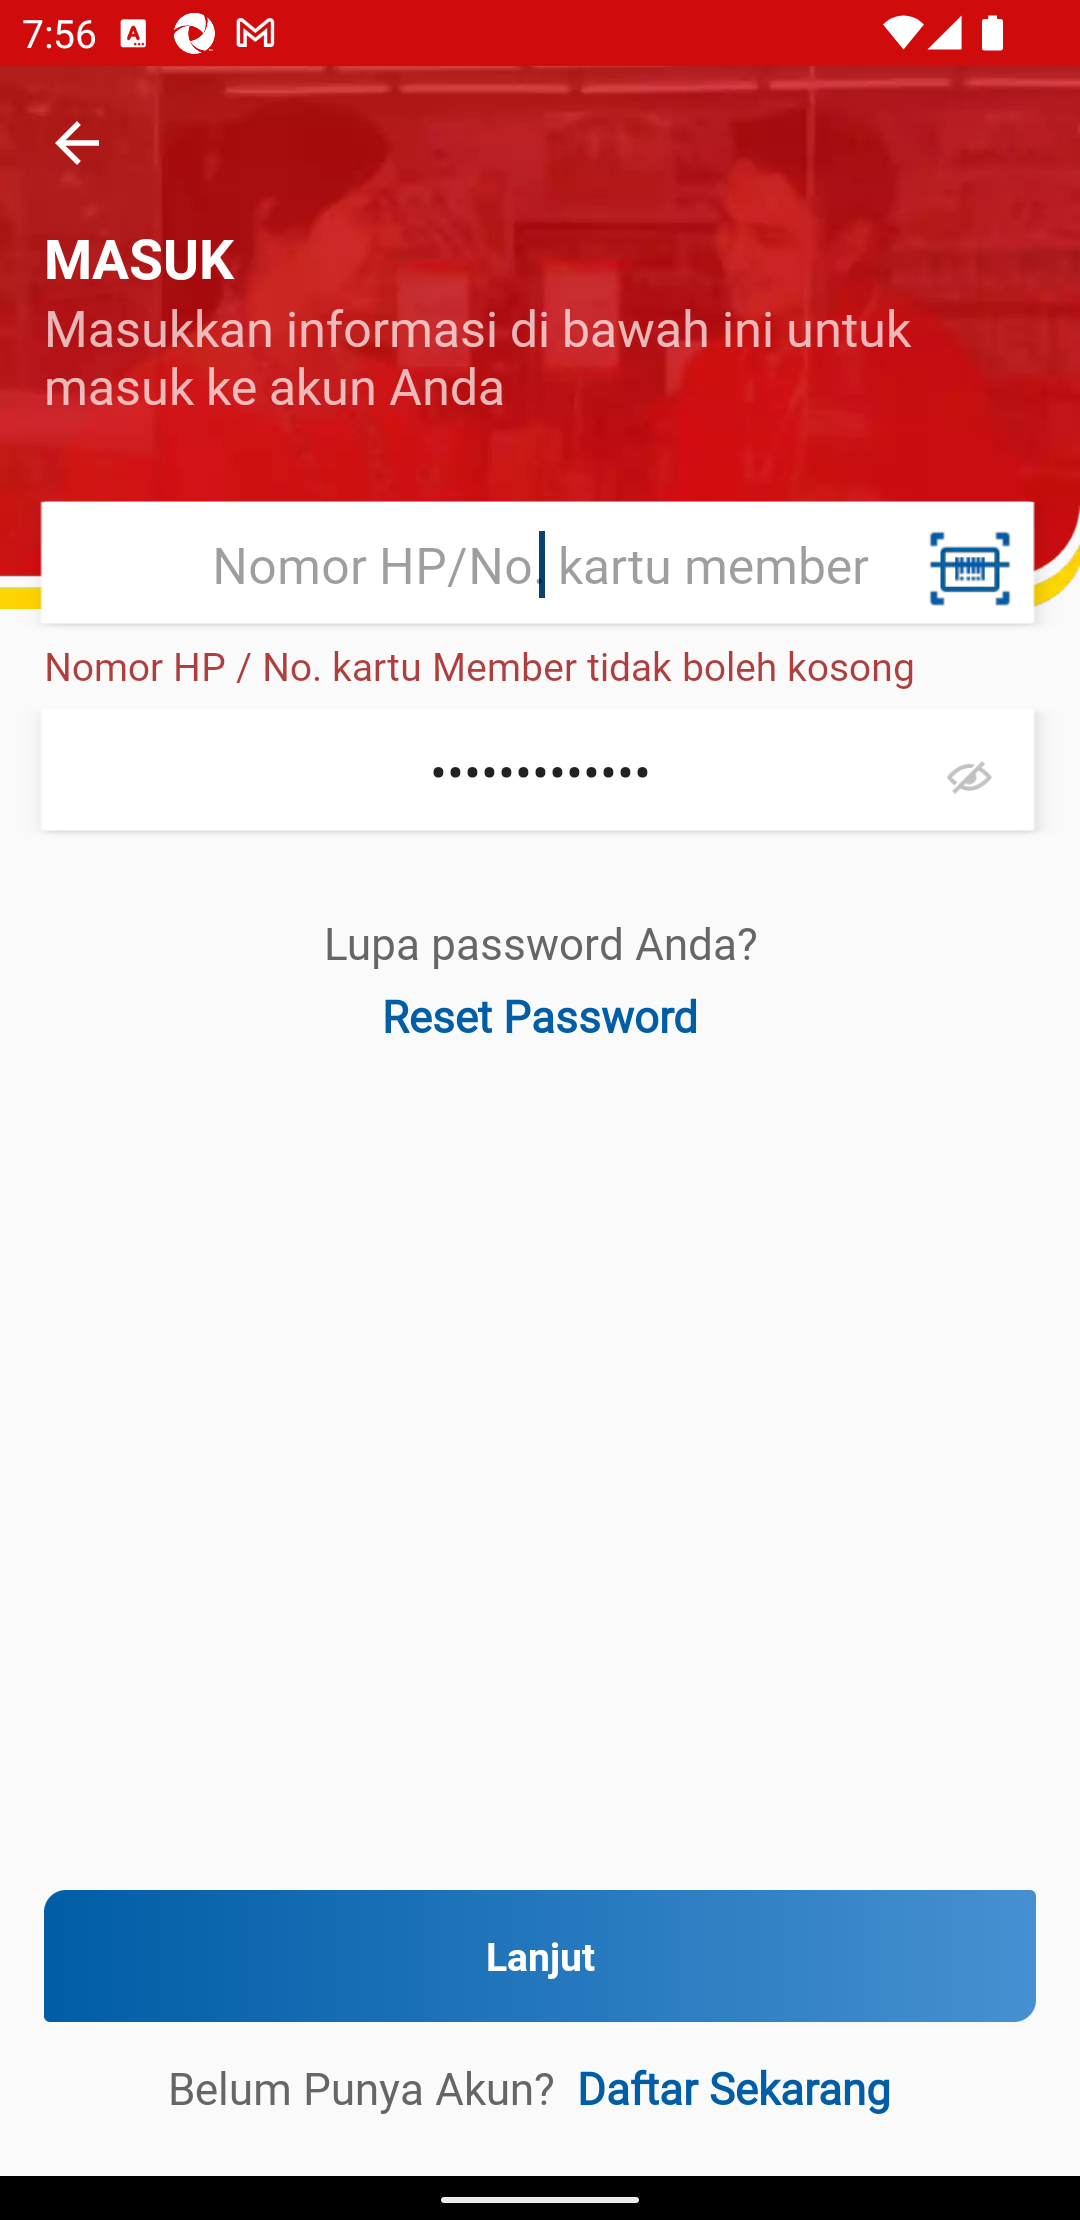 7:56
MASUK
Masukkan informasi di bawah ini untuk
masuk ke akun Anda
Nomor HP/No. kartu member
Nomor HP / No. kartu Member tidak boleh kosong
•••••••••••••
Lupa password Anda?
Reset Password
Lanjut
Belum Punya Akun? Daftar Sekarang